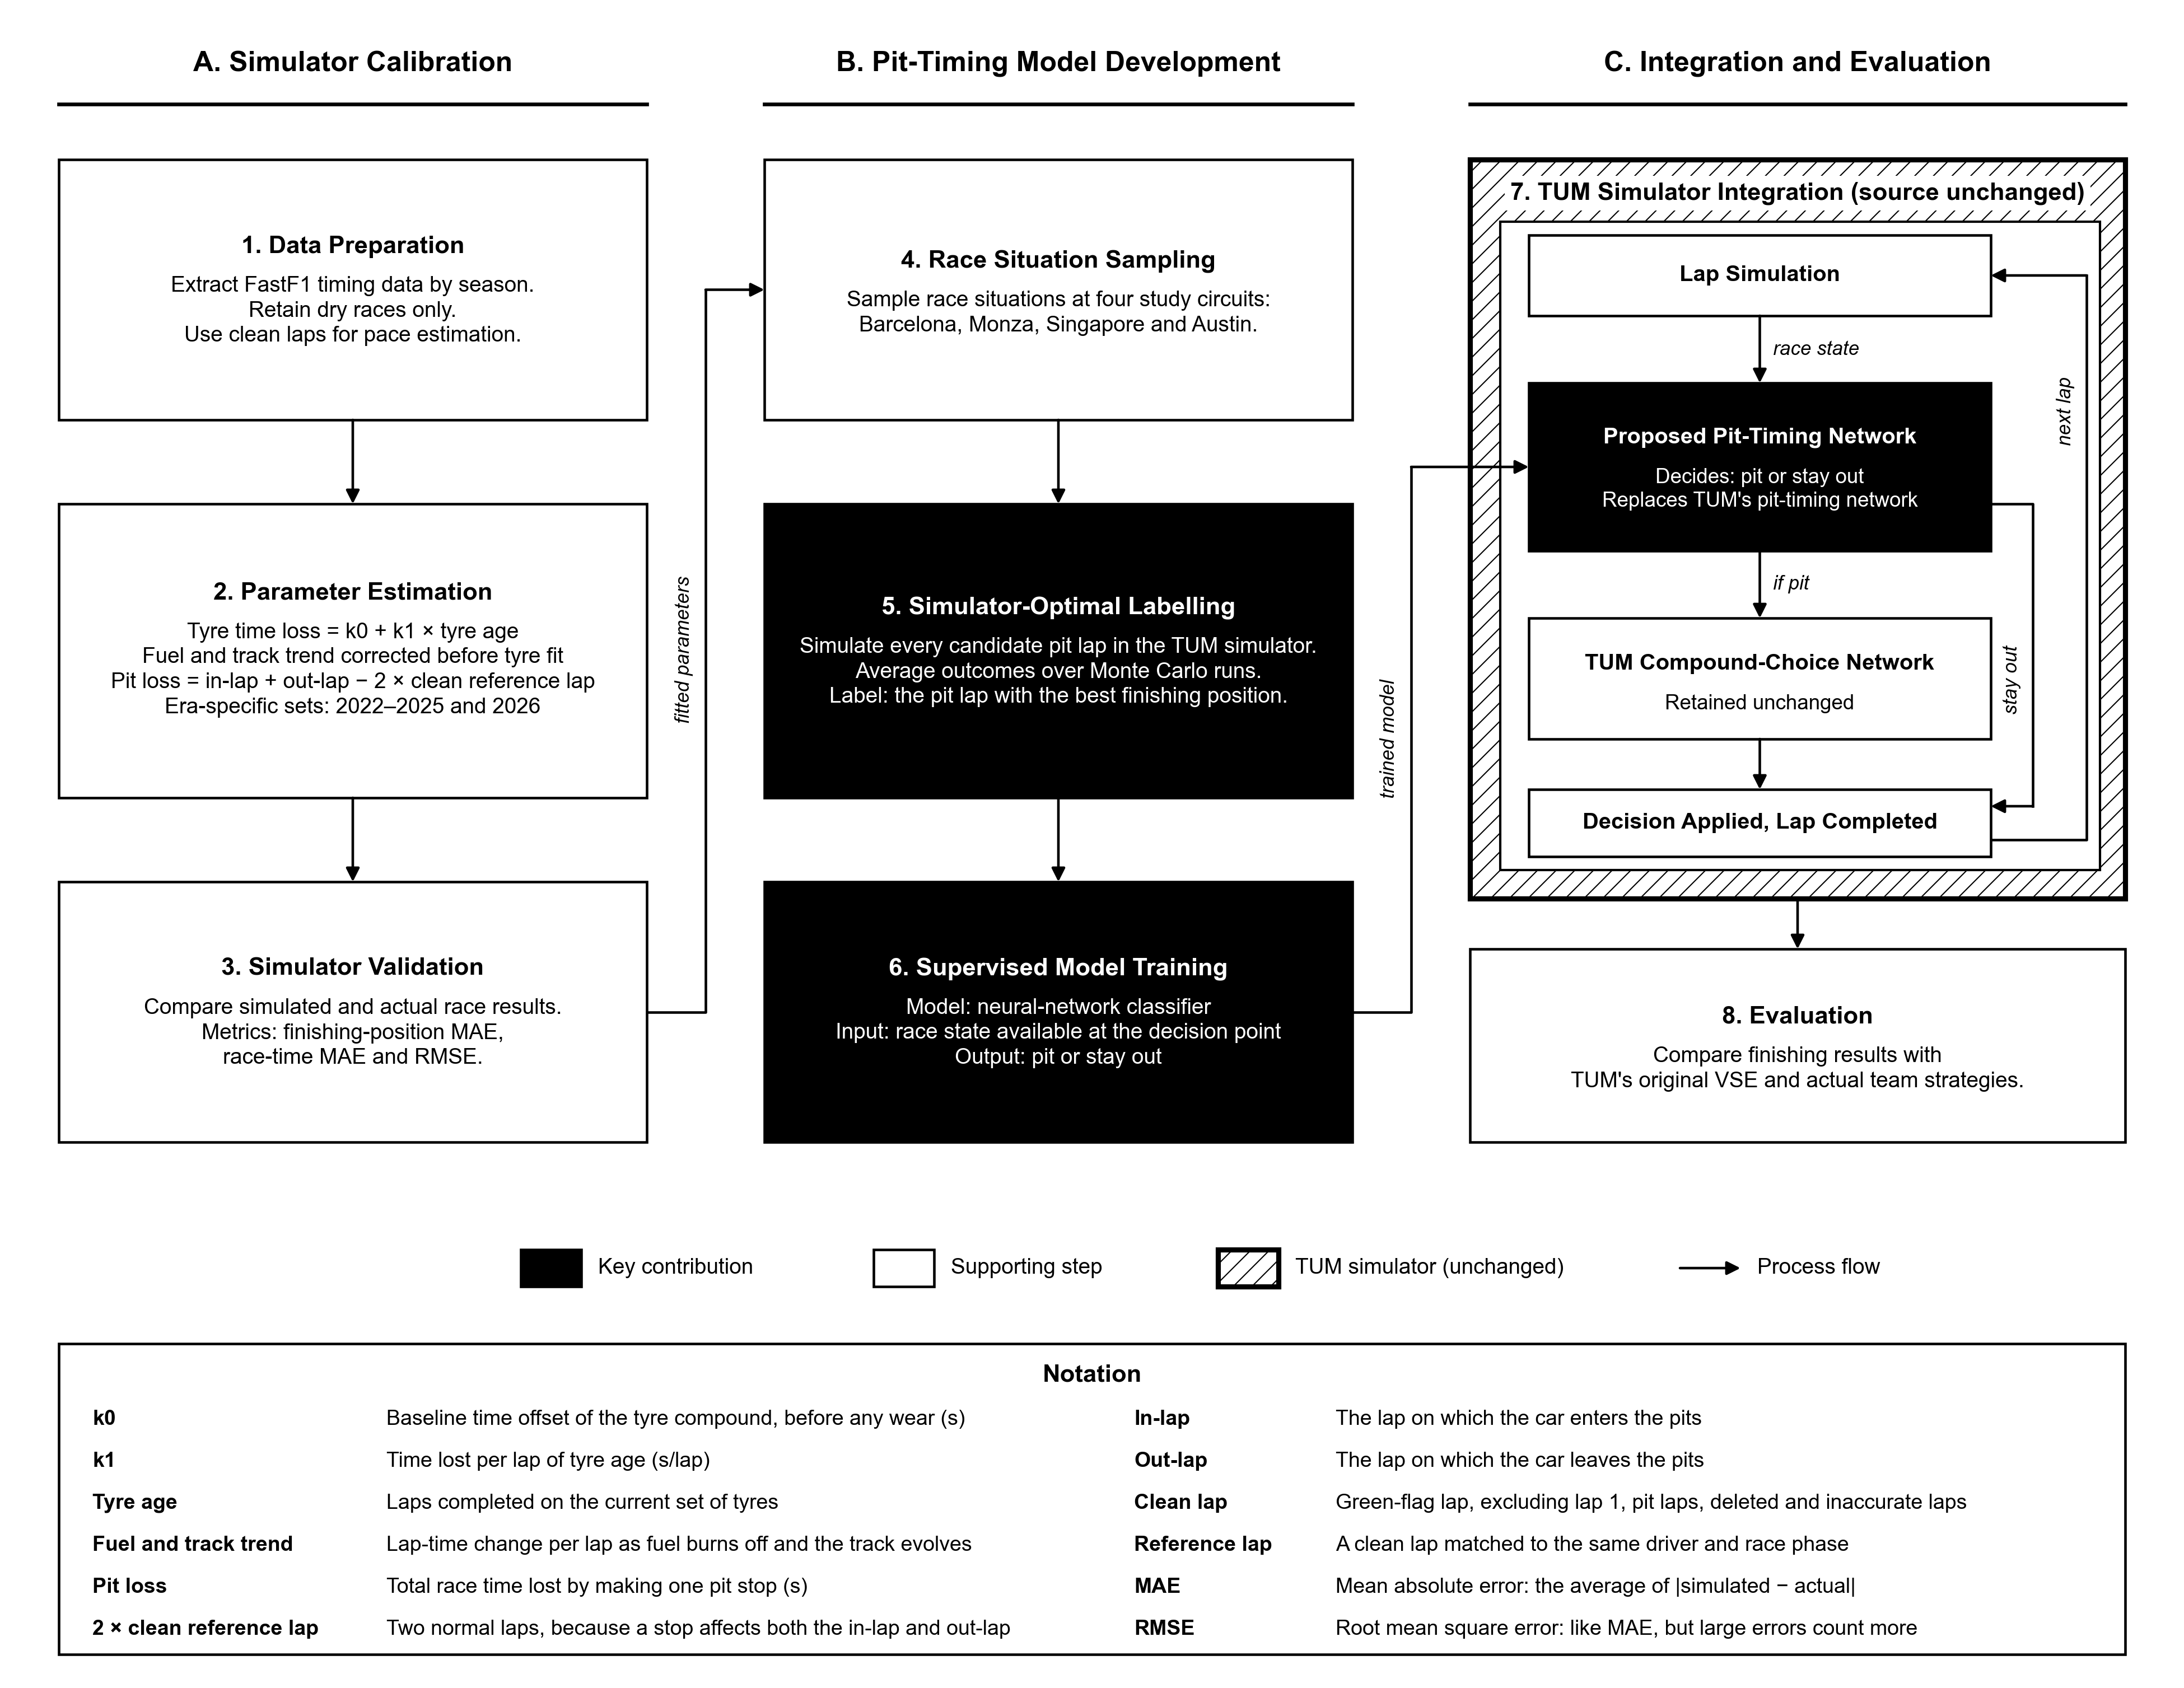 A. Simulator Calibration
1. Data Preparation
Extract FastF1 timing data by season.
Retain dry races only.
Use clean laps for pace estimation.
2. Parameter Estimation
Tyre time loss = k0 + k1 × tyre age
Fuel and track trend corrected before tyre fit
Pit loss = in-lap + out-lap − 2 × clean reference lap
Era-specific sets: 2022–2025 and 2026
3. Simulator Validation
Compare simulated and actual race results.
Metrics: finishing-position MAE,
race-time MAE and RMSE.
fitted parameters
B. Pit-Timing Model Development
4. Race Situation Sampling
Sample race situations at four study circuits:
Barcelona, Monza, Singapore and Austin.
5. Simulator-Optimal Labelling
Simulate every candidate pit lap in the TUM simulator.
Average outcomes over Monte Carlo runs.
Label: the pit lap with the best finishing position.
6. Supervised Model Training
Model: neural-network classifier
Input: race state available at the decision point
Output: pit or stay out
trained model
C. Integration and Evaluation
7. TUM Simulator Integration (source unchanged)
Lap Simulation
race state
Proposed Pit-Timing Network
Decides: pit or stay out
Replaces TUM's pit-timing network
if pit
TUM Compound-Choice Network
Retained unchanged
Decision Applied, Lap Completed
stay out
next lap
8. Evaluation
Compare finishing results with
TUM's original VSE and actual team strategies.
Key contribution
Supporting step
TUM simulator (unchanged)
Process flow
Notation
k0 Baseline time offset of the tyre compound, before any wear (s)
k1 Time lost per lap of tyre age (s/lap)
Tyre age Laps completed on the current set of tyres
Fuel and track trend Lap-time change per lap as fuel burns off and the track evolves
Pit loss Total race time lost by making one pit stop (s)
2 × clean reference lap Two normal laps, because a stop affects both the in-lap and out-lap
In-lap The lap on which the car enters the pits
Out-lap The lap on which the car leaves the pits
Clean lap Green-flag lap, excluding lap 1, pit laps, deleted and inaccurate laps
Reference lap A clean lap matched to the same driver and race phase
MAE Mean absolute error: the average of |simulated − actual|
RMSE Root mean square error: like MAE, but large errors count more